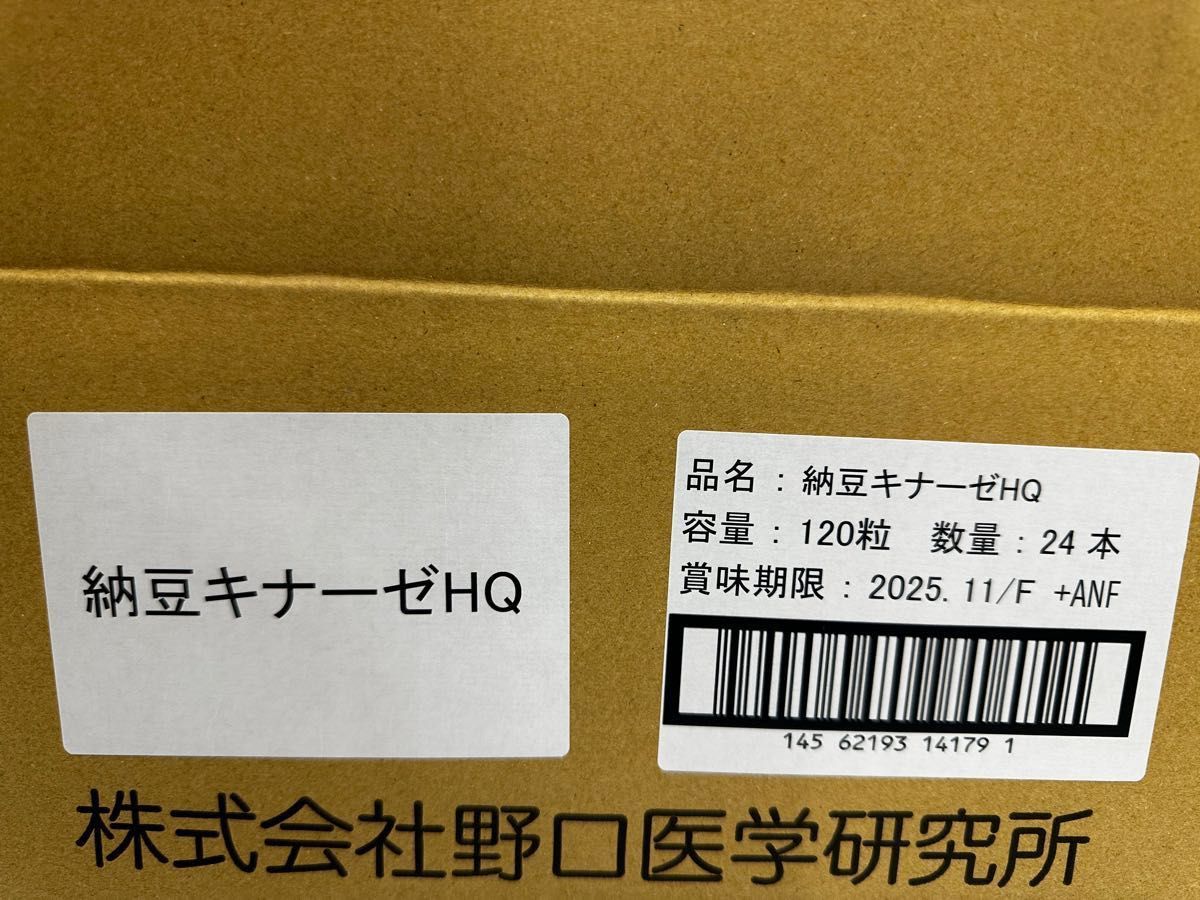 納豆キナーゼHQ
品名：納豆キナーゼHQ
容量：120粒　数量：24 本
賞味期限：2025. 11/F +ANF
145 62193 14179 1
株式会社野口医学研究所